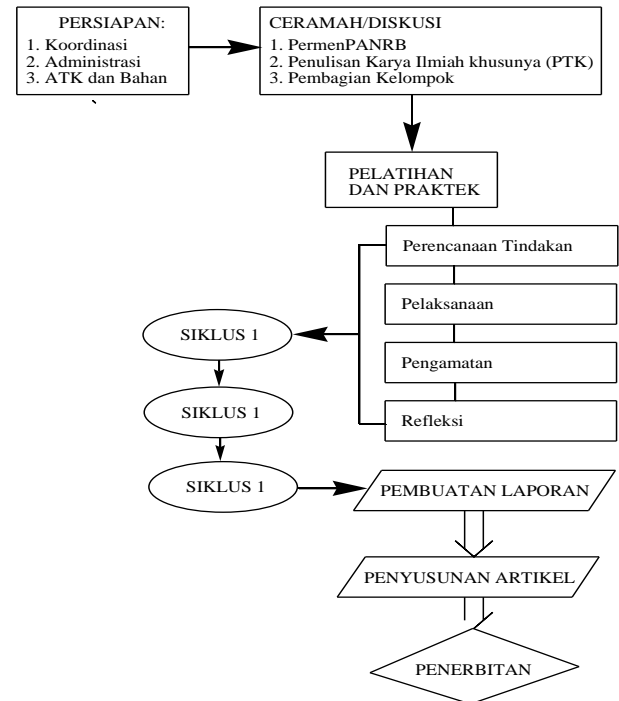 PERSIAPAN:
1. Koordinasi
2. Administrasi
3. ATK dan Bahan
CERAMAH/DISKUSI
1. PermenPANRB
2. Penulisan Karya Ilmiah khusunya (PTK)
3. Pembagian Kelompok
PELATIHAN
DAN PRAKTEK
Perencanaan Tindakan
Pelaksanaan
Pengamatan
Refleksi
SIKLUS 1
SIKLUS 1
SIKLUS 1
PEMBUATAN LAPORAN
PENYUSUNAN ARTIKEL
PENERBITAN